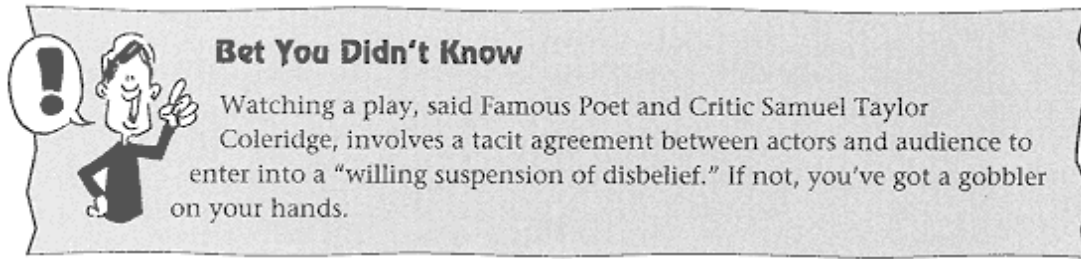 !
Bet You Didn't Know
Watching a play, said Famous Poet and Critic Samuel Taylor
Coleridge, involves a tacit agreement between actors and audience to
enter into a "willing suspension of disbelief." If not, you've got a gobbler
on your hands.